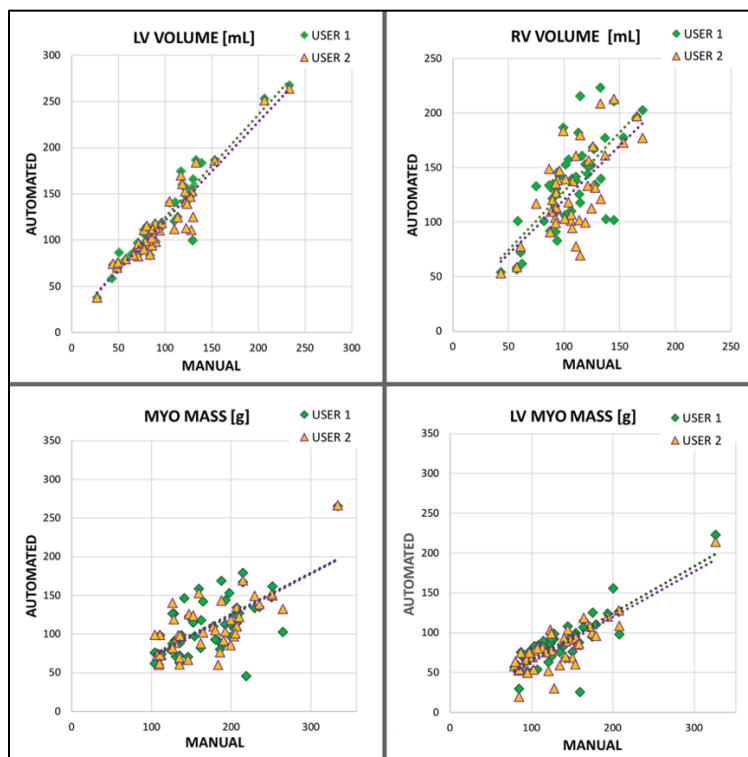 LV VOLUME [mL]
USER 1
USER 2
300
250
200
150
100
50
0
AUTOMATED
0 50 100 150 200 250 300
MANUAL
RV VOLUME [mL]
USER 1
USER 2
250
200
150
100
50
0
AUTOMATED
0 50 100 150 200 250
MANUAL
MYO MASS [g]
USER 1
USER 2
350
300
250
200
150
100
50
0
AUTOMATED
0 100 200 300
MANUAL
LV MYO MASS [g]
USER 1
USER 2
350
300
250
200
150
100
50
0
AUTOMATED
0 100 200 300
MANUAL